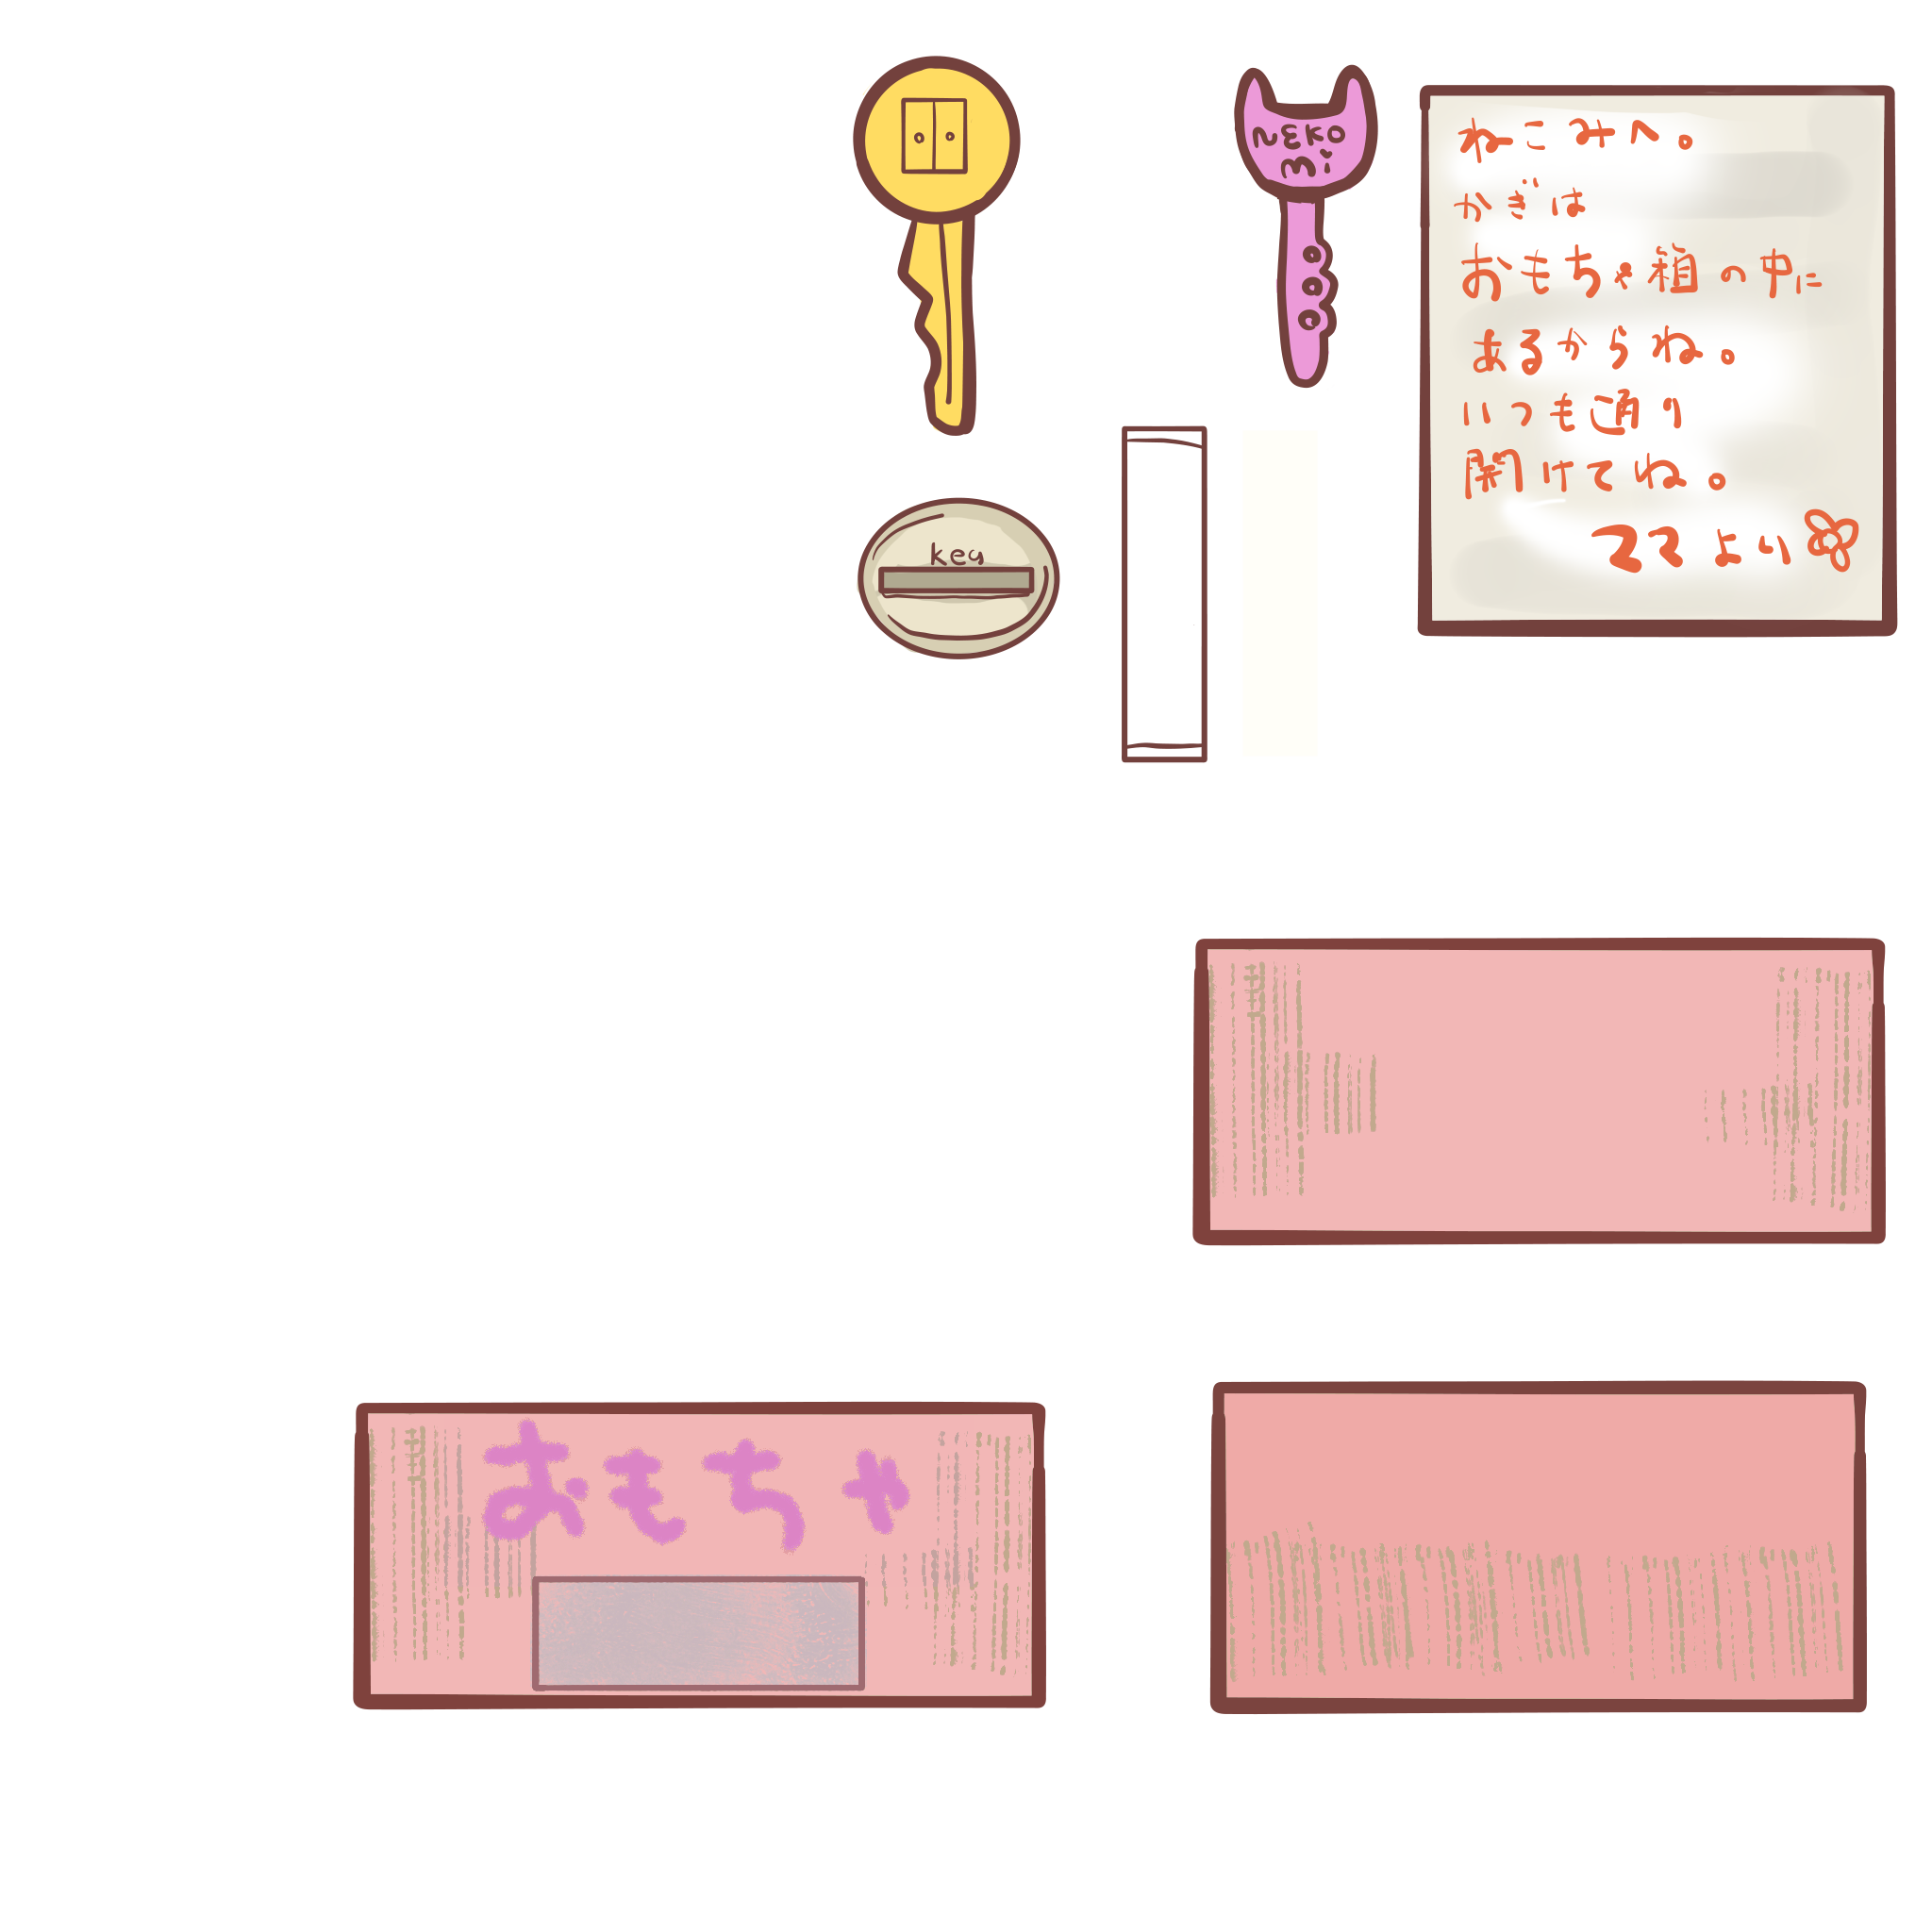 NEKO
mi
ねこみへ。
かぎは
おもちゃ箱の中に
あるからね。
いつも通り
開けてね。
ママより
key
おもちゃ